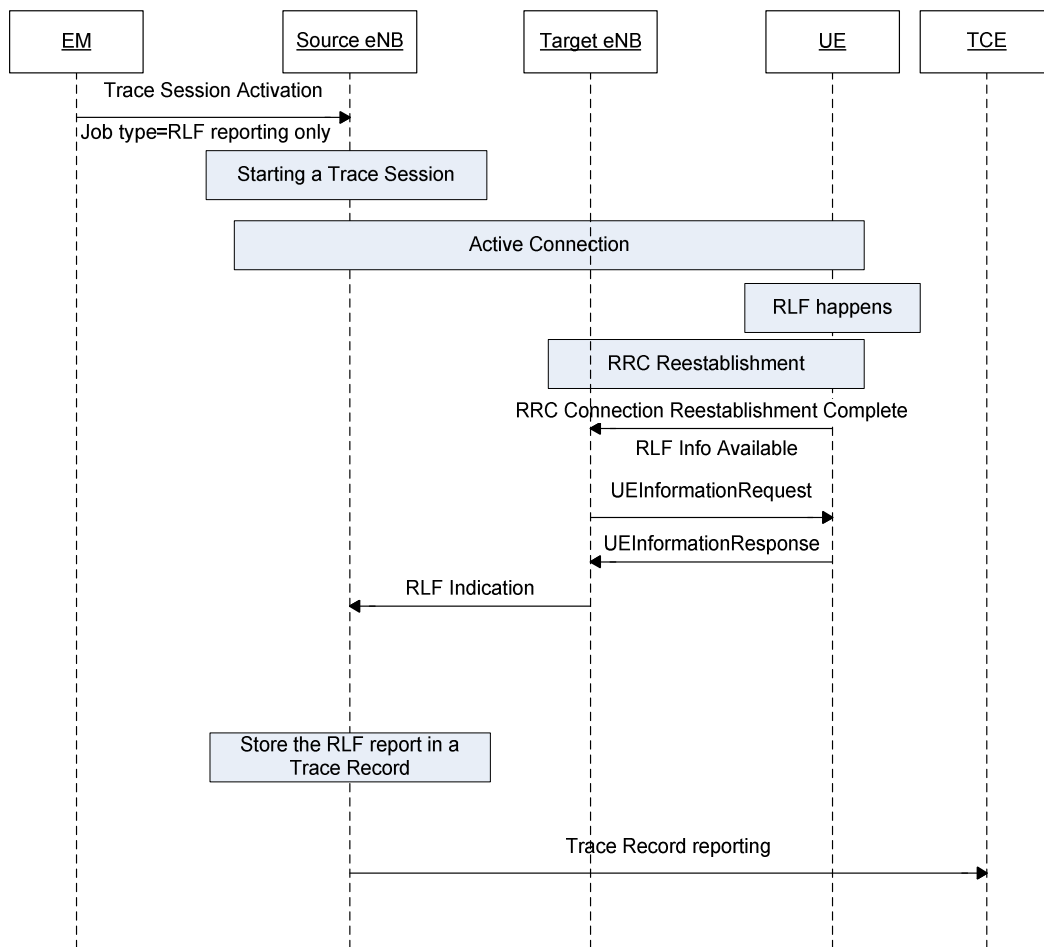 EM
Source eNB
Target eNB
UE
TCE
Trace Session Activation
Job type=RLF reporting only
Starting a Trace Session
Active Connection
RLF happens
RRC Reestablishment
RRC Connection Reestablishment Complete
RLF Info Available
UEInformationRequest
UEInformationResponse
RLF Indication
Store the RLF report in a
Trace Record
Trace Record reporting